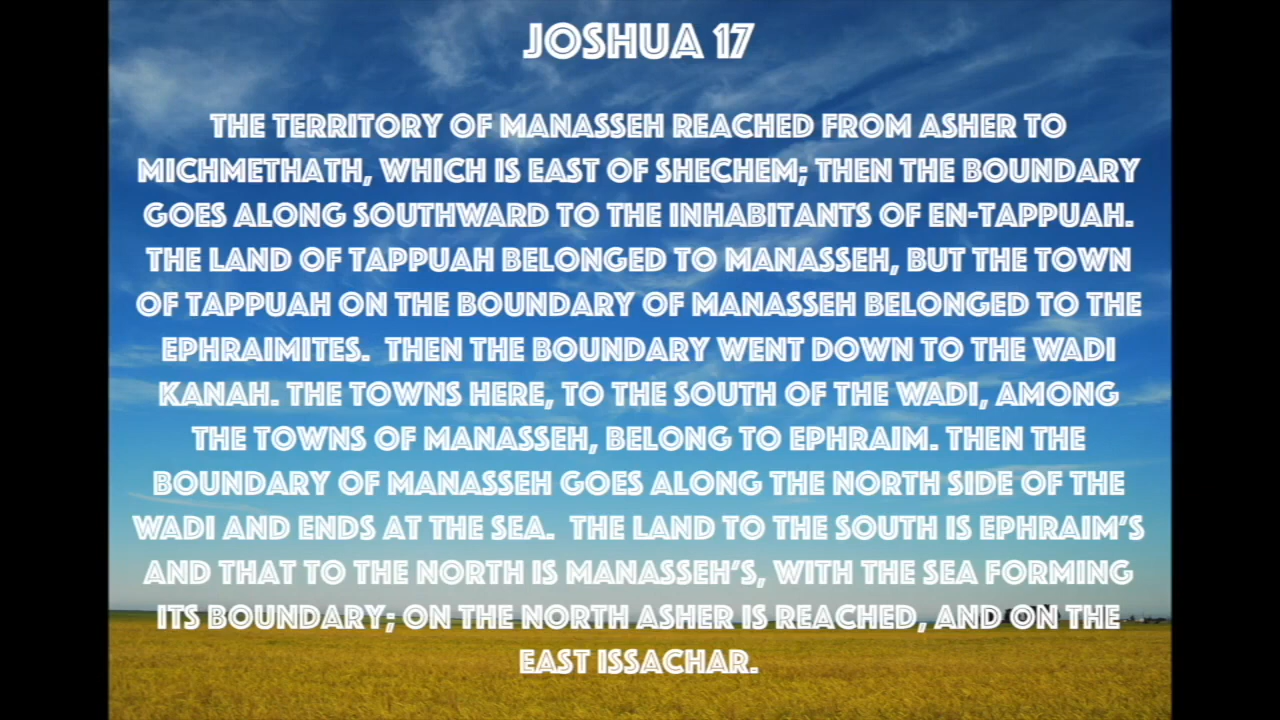 JOSHUA 17
THE TERRITORY OF MANASSEH REACHED FROM ASHER TO
MICHMETHATH, WHICH IS EAST OF SHECHEM; THEN THE BOUNDARY
GOES ALONG SOUTHWARD TO THE INHABITANTS OF EN-TAPPUAH.
THE LAND OF TAPPUAH BELONGED TO MANASSEH, BUT THE TOWN
OF TAPPUAH ON THE BOUNDARY OF MANASSEH BELONGED TO THE
EPHRAIMITES.  THEN THE BOUNDARY WENT DOWN TO THE WADI
KANAH. THE TOWNS HERE, TO THE SOUTH OF THE WADI, AMONG
THE TOWNS OF MANASSEH, BELONG TO EPHRAIM. THEN THE
BOUNDARY OF MANASSEH GOES ALONG THE NORTH SIDE OF THE
WADI AND ENDS AT THE SEA.  THE LAND TO THE SOUTH IS EPHRAIM'S
AND THAT TO THE NORTH IS MANASSEH'S, WITH THE SEA FORMING
ITS BOUNDARY; ON THE NORTH ASHER IS REACHED, AND ON THE
EAST ISSACHAR.